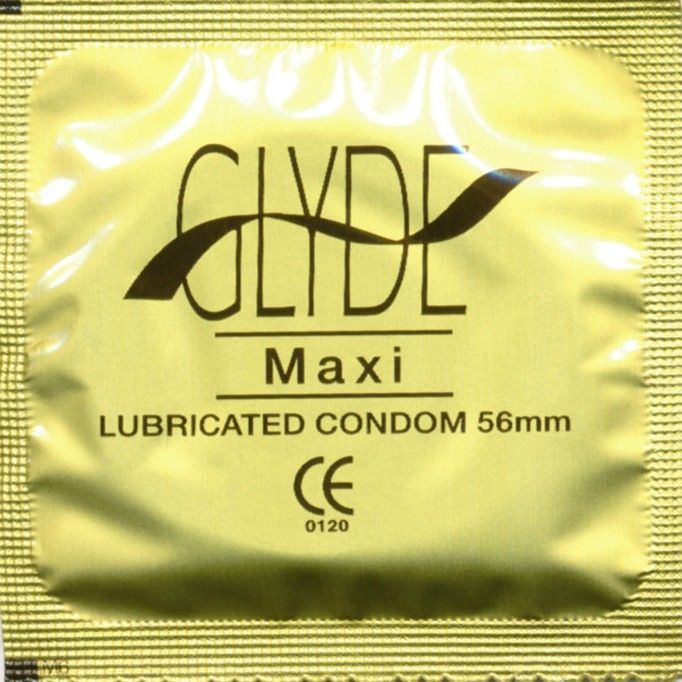 GLYDE
Maxi
LUBRICATED CONDOM 56mm
CE
0120